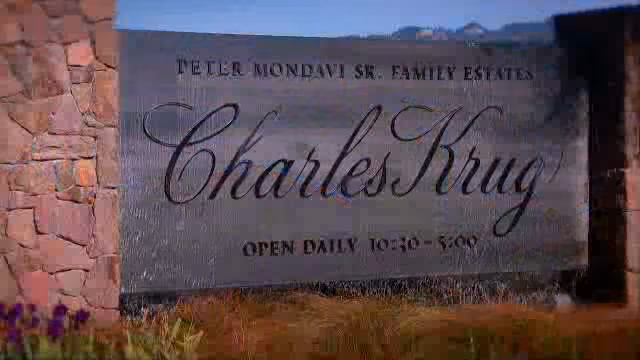 PETER MONDAVI SR. FAMILY ESTATES
Charles Krug
OPEN DAILY 10:30 - 5:00